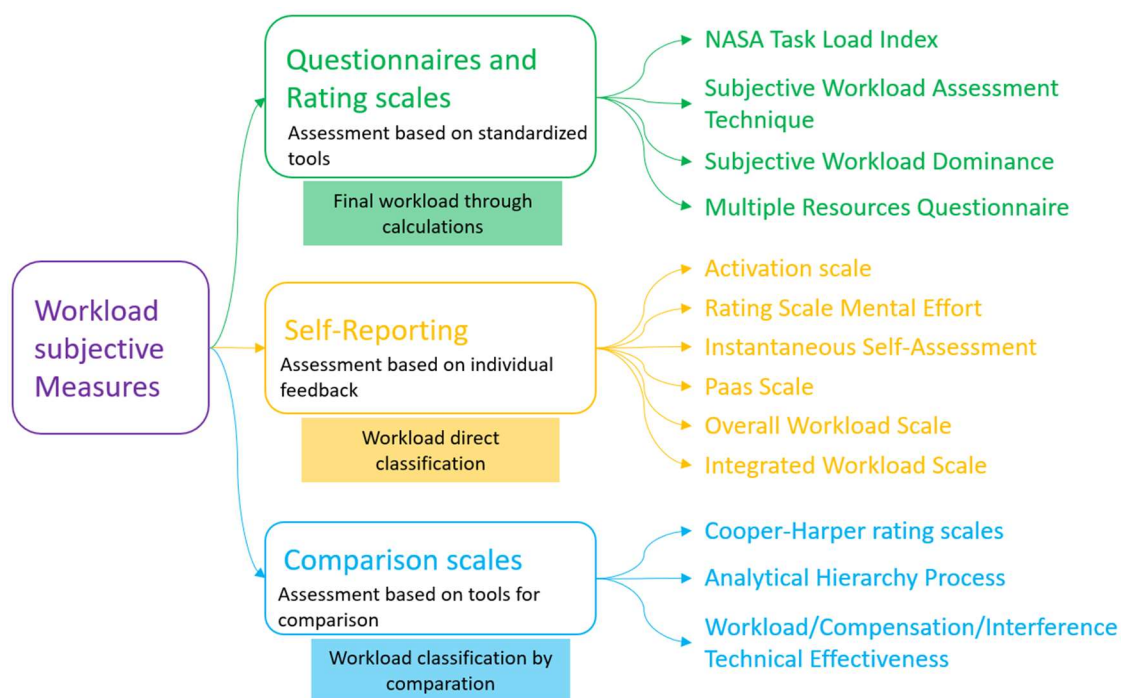 Workload
subjective
Measures
Questionnaires and
Rating scales
Assessment based on standardized
tools
Final workload through
calculations
NASA Task Load Index
Subjective Workload Assessment
Technique
Subjective Workload Dominance
Multiple Resources Questionnaire
Self-Reporting
Assessment based on individual
feedback
Workload direct
classification
Activation scale
Rating Scale Mental Effort
Instantaneous Self-Assessment
Paas Scale
Overall Workload Scale
Integrated Workload Scale
Comparison scales
Assessment based on tools for
comparison
Workload classification by
comparation
Cooper-Harper rating scales
Analytical Hierarchy Process
Workload/Compensation/Interference
Technical Effectiveness